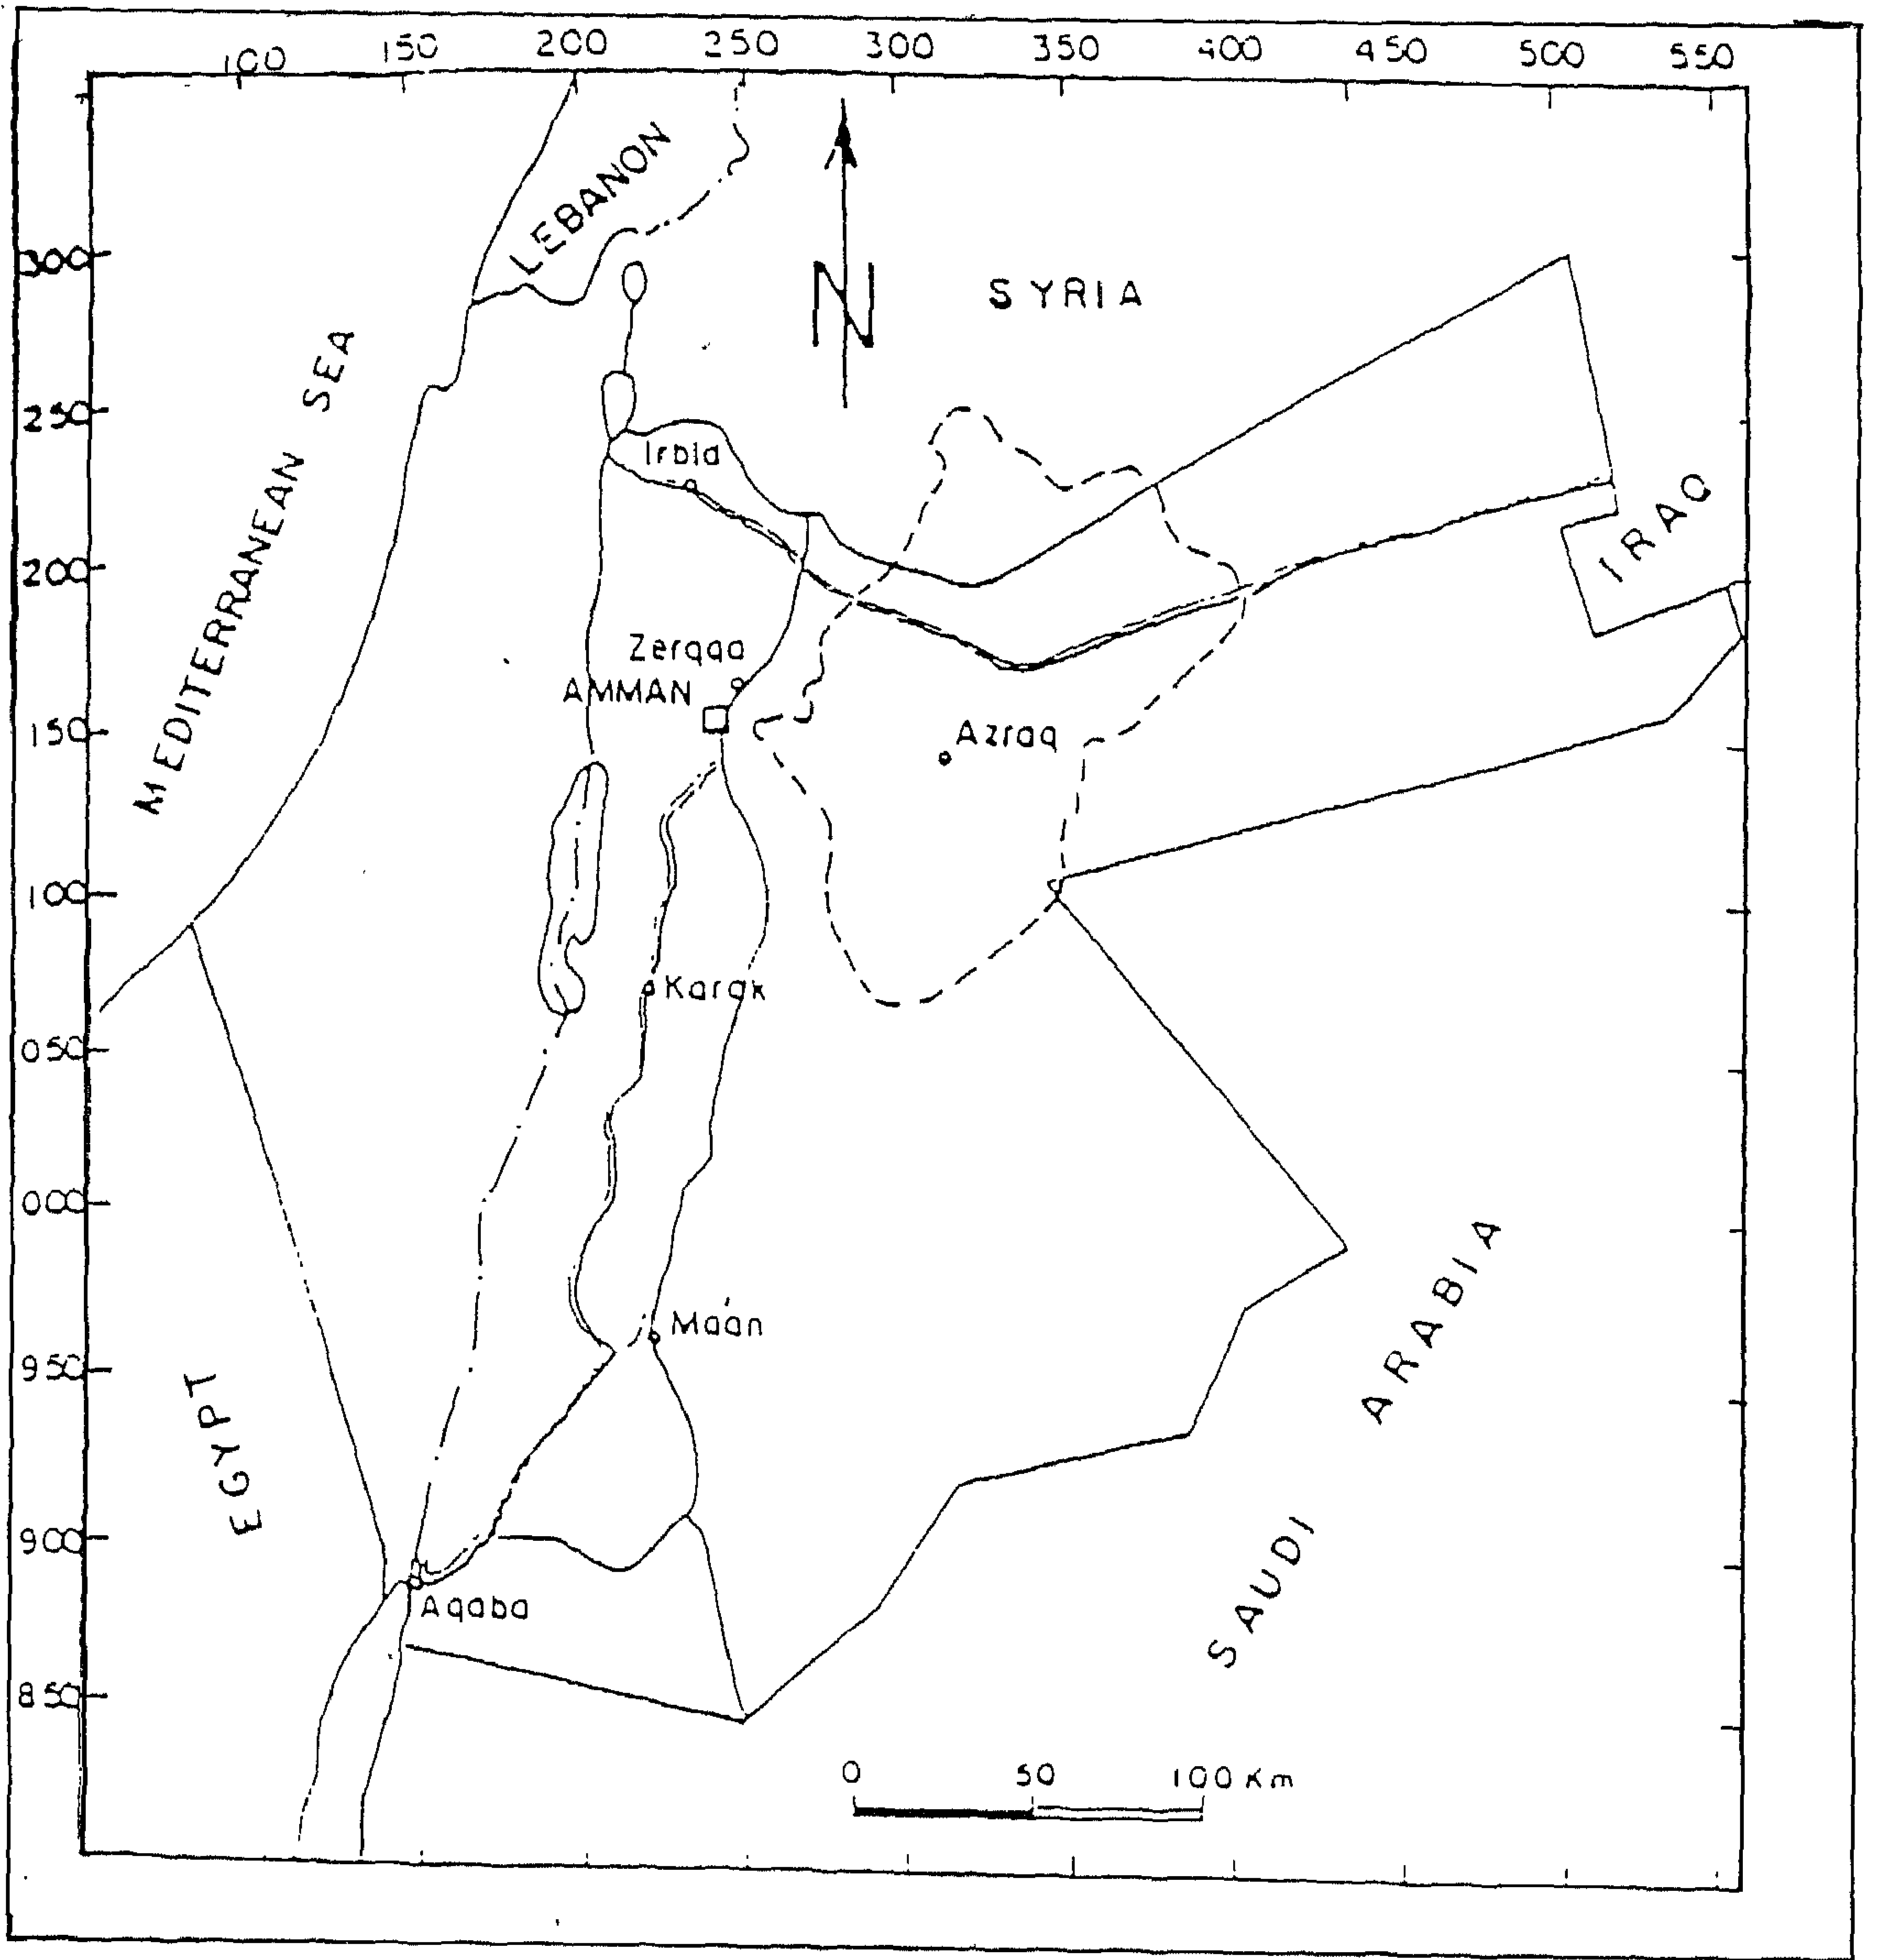 100 150 200 250 300 350 400 450 500 550
LEBANON
300
N
SYRIA
MEDITERRANEAN SEA
250
Irbid
IRAQ
200
Zerqaa
AMMAN
150
Azraq
100
Karak
050
000
Má'án
950
EGYPT
SAUDI ARABIA
900
Aqaba
850
0 50 100 Km